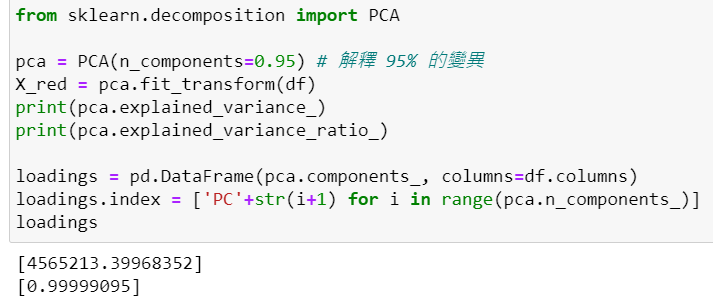 from sklearn.decomposition import PCA
pca = PCA(n_components=0.95) # 解釋 95% 的變異
X_red = pca.fit_transform(df)
print(pca.explained_variance_)
print(pca.explained_variance_ratio_)
loadings = pd.DataFrame(pca.components_, columns=df.columns)
loadings.index = ['PC'+str(i+1) for i in range(pca.n_components_)]
loadings
[4565213.39968352]
[0.99999095]